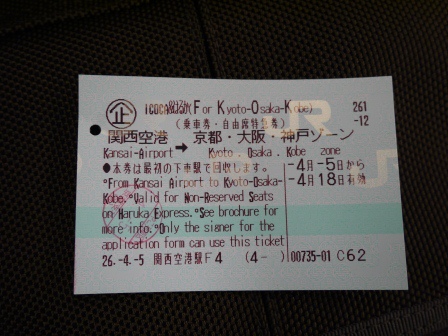 企 ICOCA&はるか(For Kyoto-Osaka-Kobe) 261
(乗車券・自由席特急券) -12
関西空港 → 京都・大阪・神戸ゾーン
Kansai-Airport Kyoto . Osaka . Kobe zone
●本券は最初の下車駅で回収します。 -4月-5日から
°From Kansai Airport to Kyoto-Osaka- -4月18日有効
Kobe.°Valid for Non-Reserved Seats
on Haruka Express.°See brochure for
more info.°Only the signer for the
application form can use this ticket
26.-4.-5 関西空港駅F4 (4-) 00735-01 C62